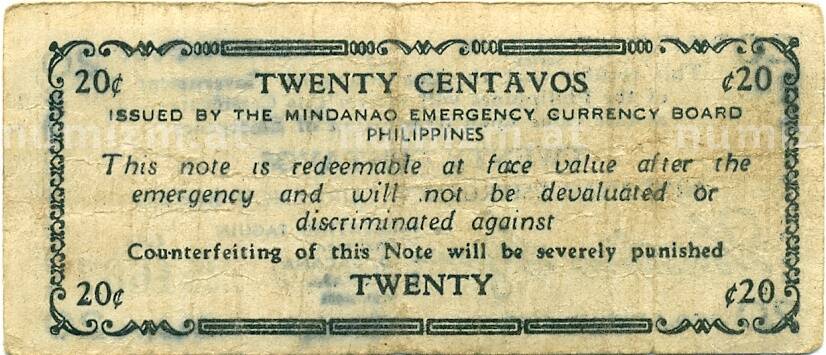 20¢ TWENTY CENTAVOS ¢20
ISSUED BY THE MINDANAO EMERGENCY CURRENCY BOARD
PHILIPPINES
This note is redeemable at face value after the
emergency and will not be devaluated or
discriminated against
Counterfeiting of this Note will be severely punished
20¢ TWENTY ¢20